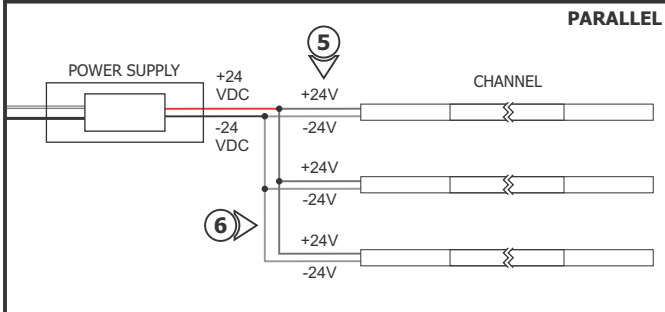 PARALLEL
5
POWER SUPPLY
+24
VDC
+24V
CHANNEL
-24
VDC
-24V
+24V
-24V
6
+24V
-24V